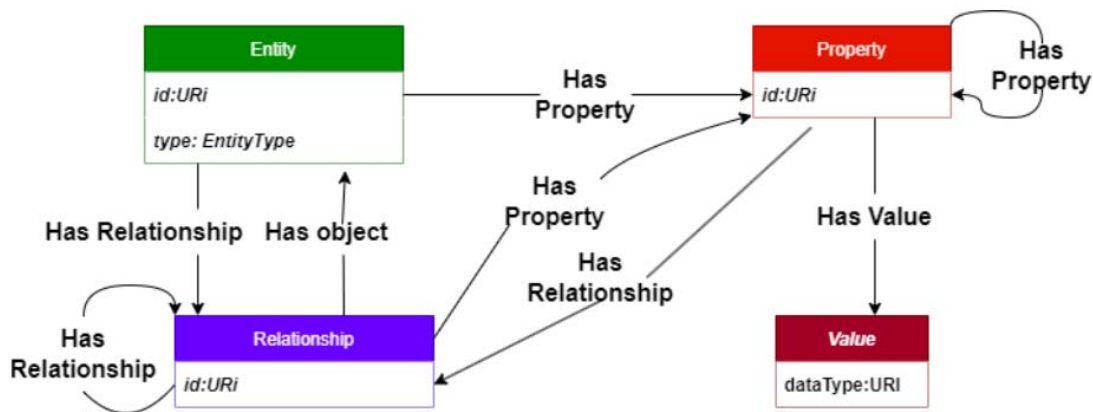 Entity
id:URi
type: EntityType
Has
Property
Property
id:URi
Has
Property
Has
Property
Has Relationship
Has object
Has Value
Has
Relationship
Has
Relationship
Relationship
id:URi
Value
dataType:URI